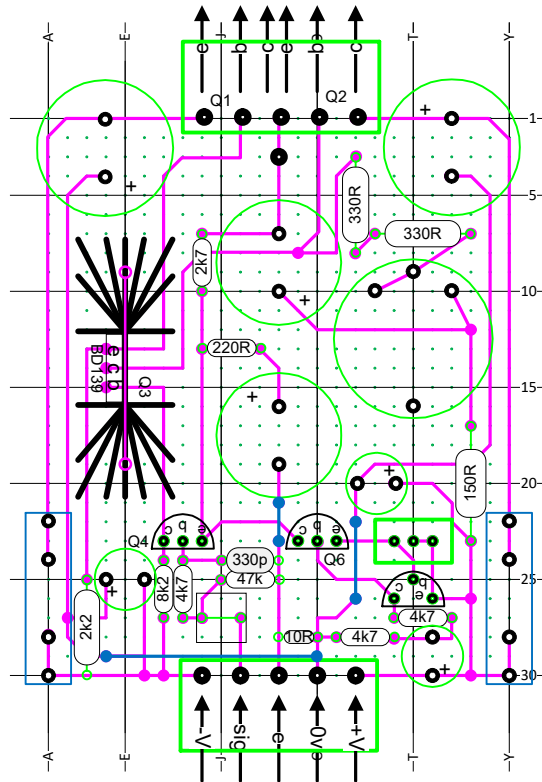 A E J O T Y
e b c e b c
Q1 Q2
1
+
+
5
330R
330R
2k7
10
+
220R
15
e c b
BD139
Q3
+
+
20
150R
c b e
c b e
Q4
Q6
330p
47k
25
+
8k2
4k7
c b e
4k7
2k2
10R
4k7
+
30
-V sig e 0v +V
A E J O T Y